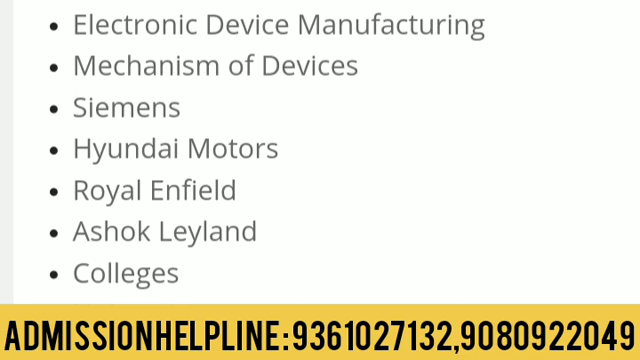 Electronic Device Manufacturing
Mechanism of Devices
Siemens
Hyundai Motors
Royal Enfield
Ashok Leyland
Colleges
ADMISSIONHELPLINE:9361027132,9080922049